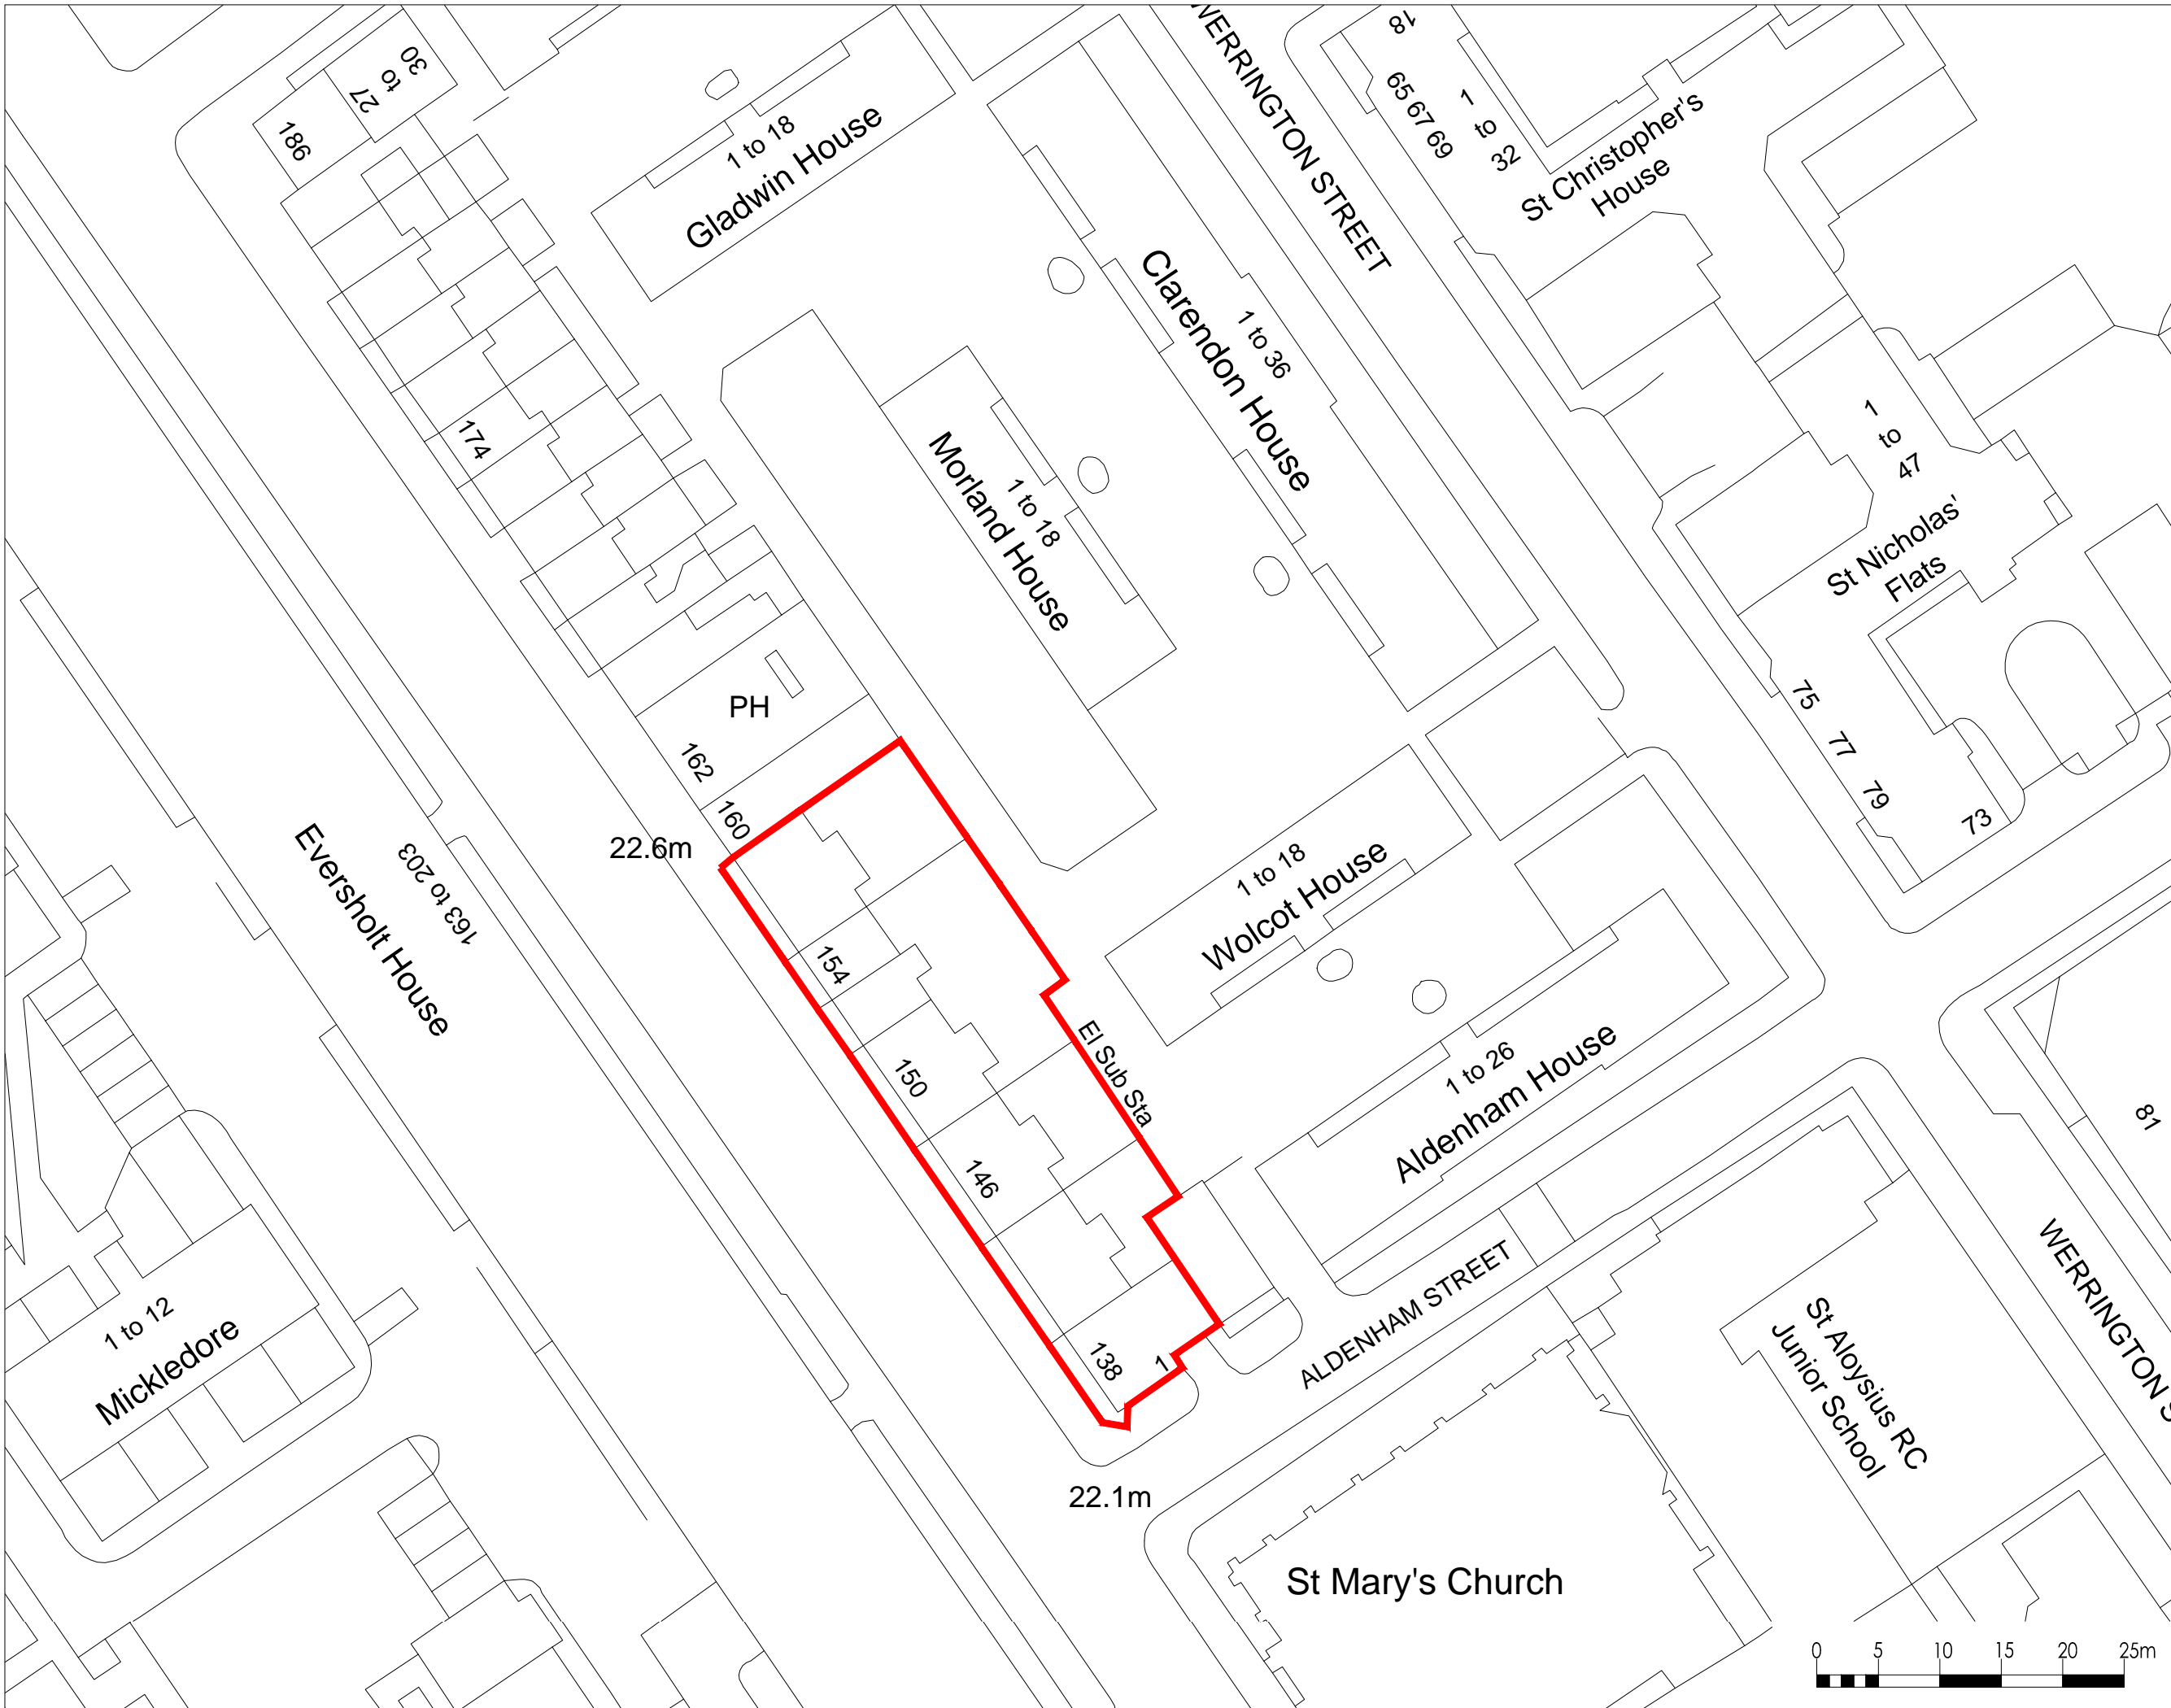 30
to
27
186
1 to 18
Gladwin House
WERRINGTON STREET
18
65 67 69
1
to
32
St Christopher's
House
Clarendon House
1 to 36
174
Morland House
1 to 18
1
to
47
St Nicholas'
Flats
PH
162
160
22.6m
75
77
79
73
Eversholt House
163 to 203
1 to 18
Wolcot House
154
150
El Sub Sta
146
1 to 26
Aldenham House
81
ALDENHAM STREET
138
1
1 to 12
Mickledore
St Aloysius RC
Junior School
WERRINGTON S
22.1m
St Mary's Church
0 5 10 15 20 25m